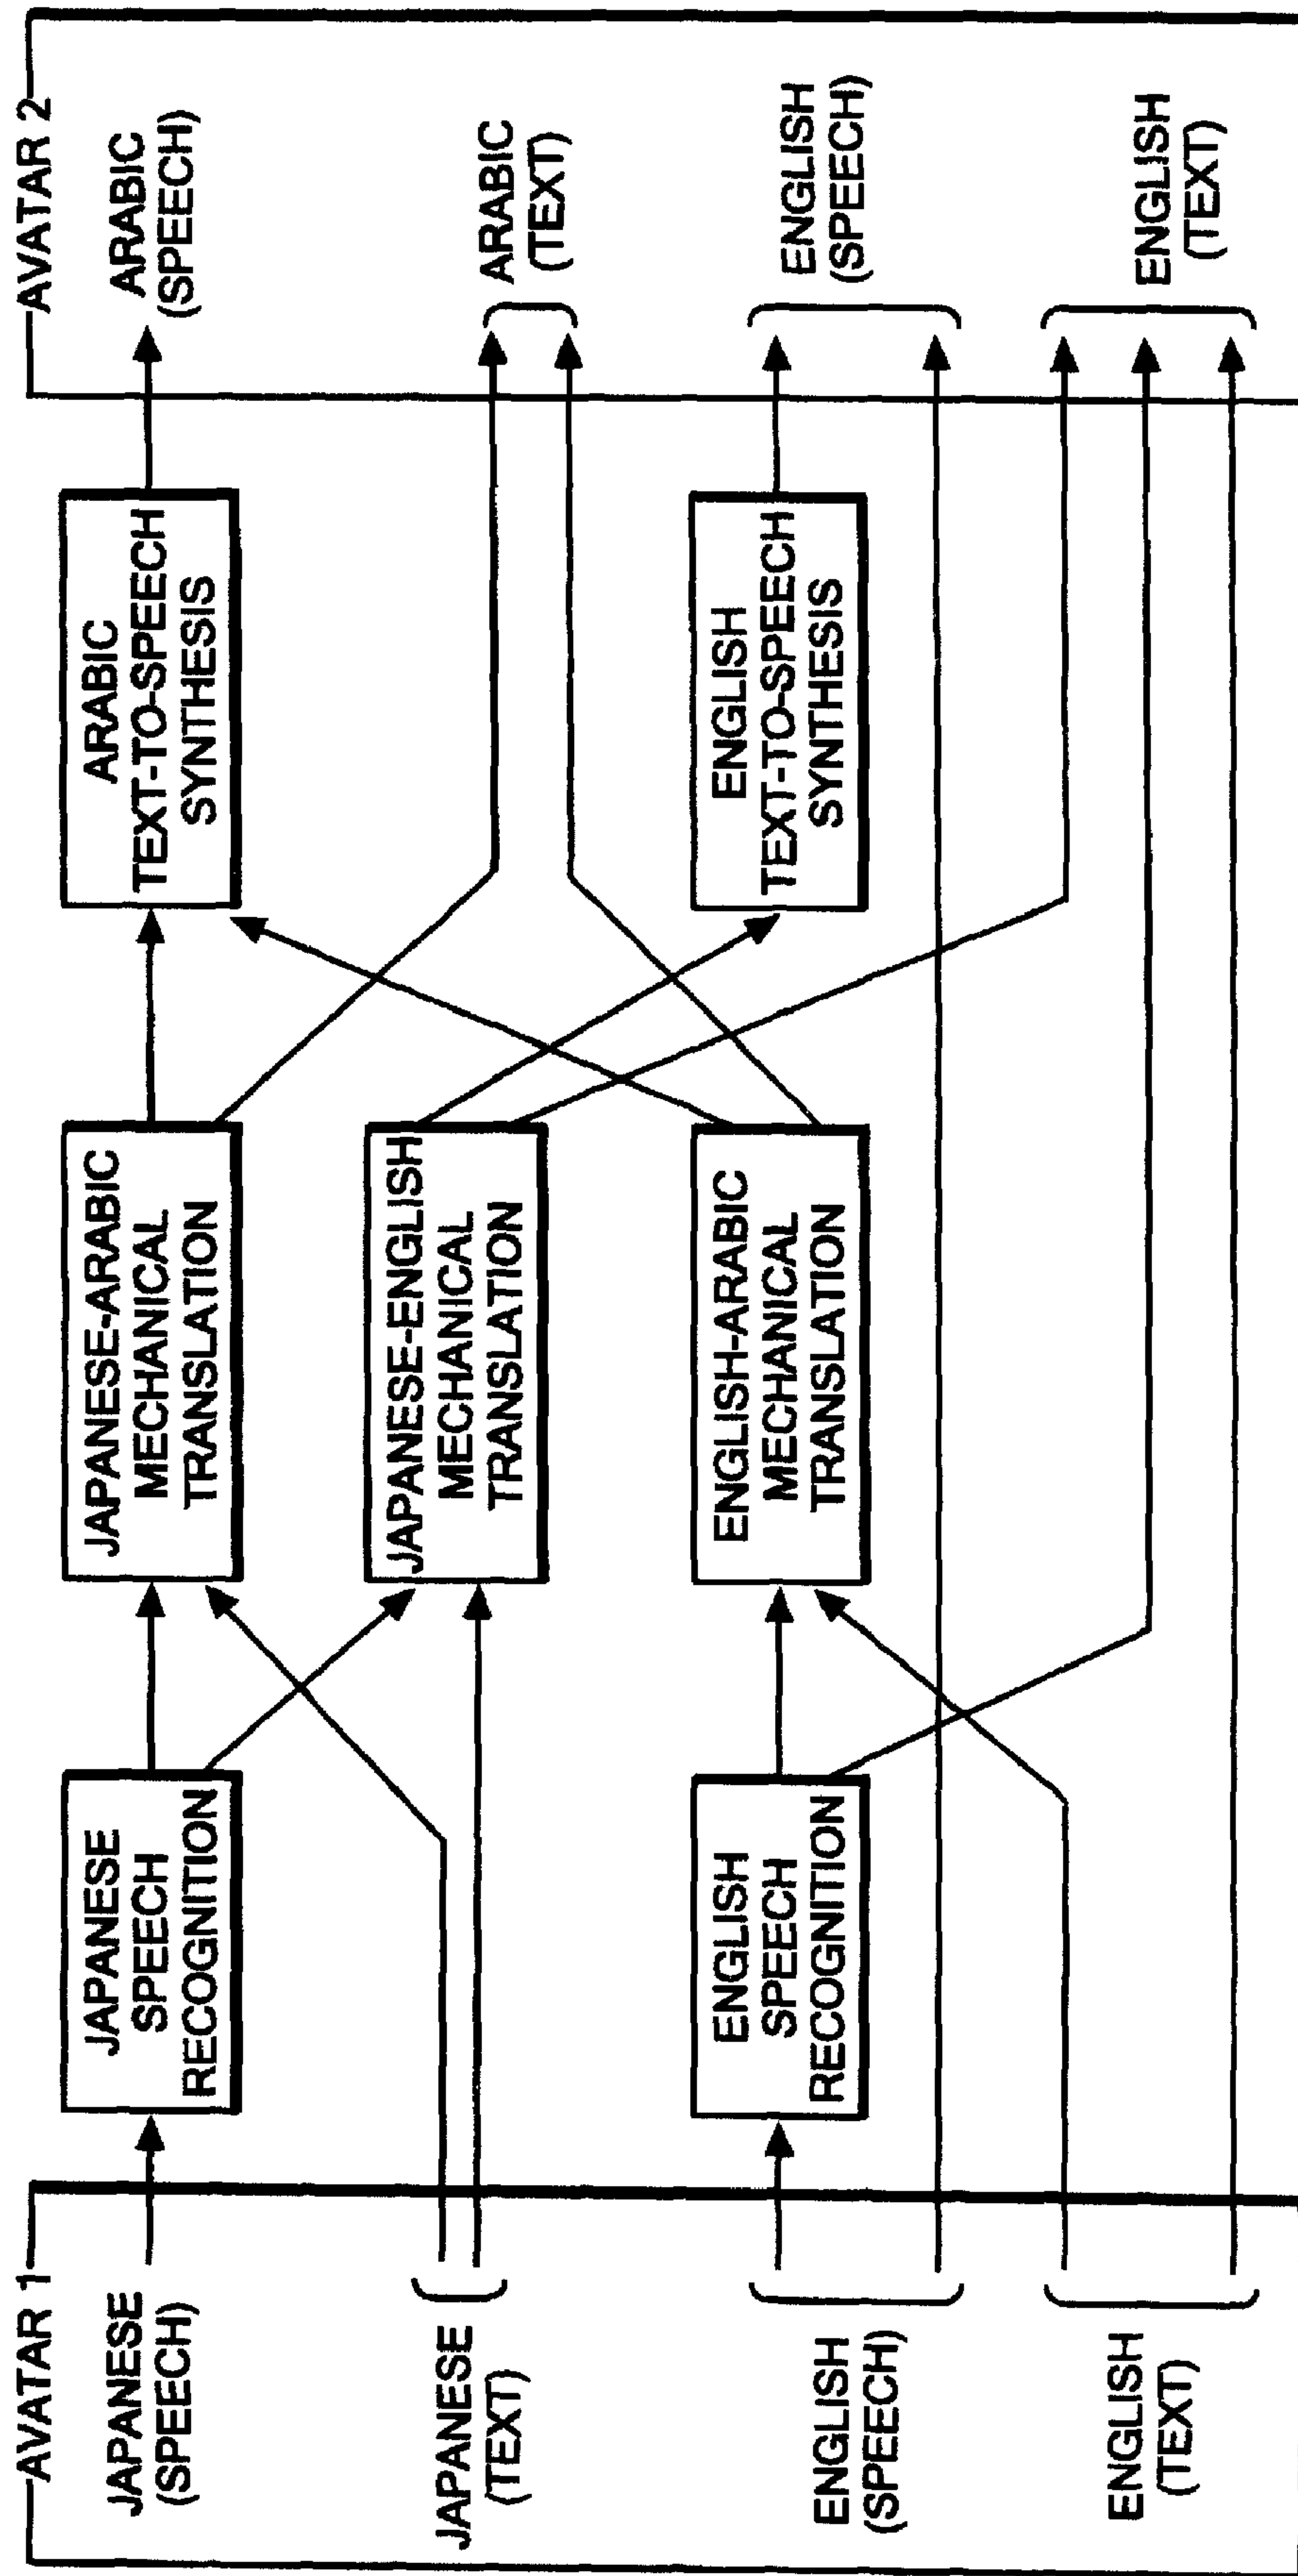 AVATAR 1
JAPANESE
(SPEECH)
JAPANESE
(TEXT)
ENGLISH
(SPEECH)
ENGLISH
(TEXT)
JAPANESE
SPEECH
RECOGNITION
ENGLISH
SPEECH
RECOGNITION
JAPANESE-ARABIC
MECHANICAL
TRANSLATION
JAPANESE-ENGLISH
MECHANICAL
TRANSLATION
ENGLISH-ARABIC
MECHANICAL
TRANSLATION
ARABIC
TEXT-TO-SPEECH
SYNTHESIS
ENGLISH
TEXT-TO-SPEECH
SYNTHESIS
AVATAR 2
ARABIC
(SPEECH)
ARABIC
(TEXT)
ENGLISH
(SPEECH)
ENGLISH
(TEXT)